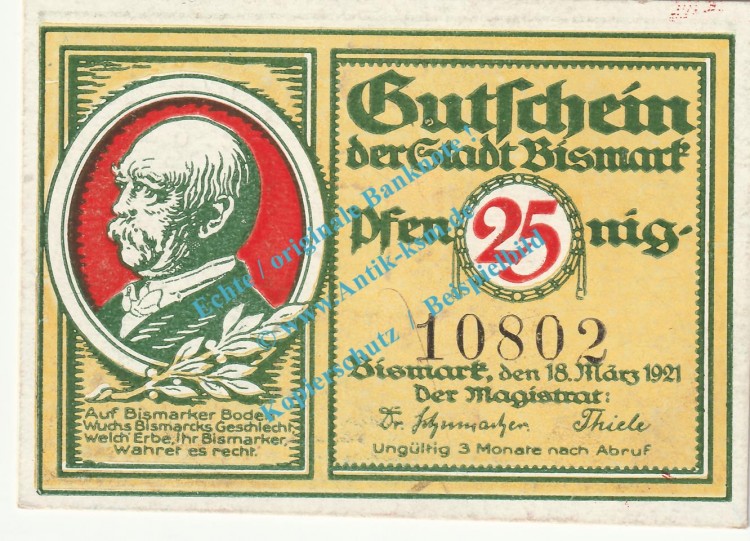 Gutschein
der Stadt Bismark
25
Pfennig.
10802
Bismark, den 18. März 1921
Der Magistrat:
Dr. Schumacher. Thiele
Ungültig 3 Monate nach Abruf
Auf Bismarker Boden
Wuchs Bismarcks Geschlecht,
Welch' Erbe, Ihr Bismarker,
Wahret es recht.
Echte / originale Banknote !
© www.Antik-ksm.de
Kopierschutz / Beispielbild